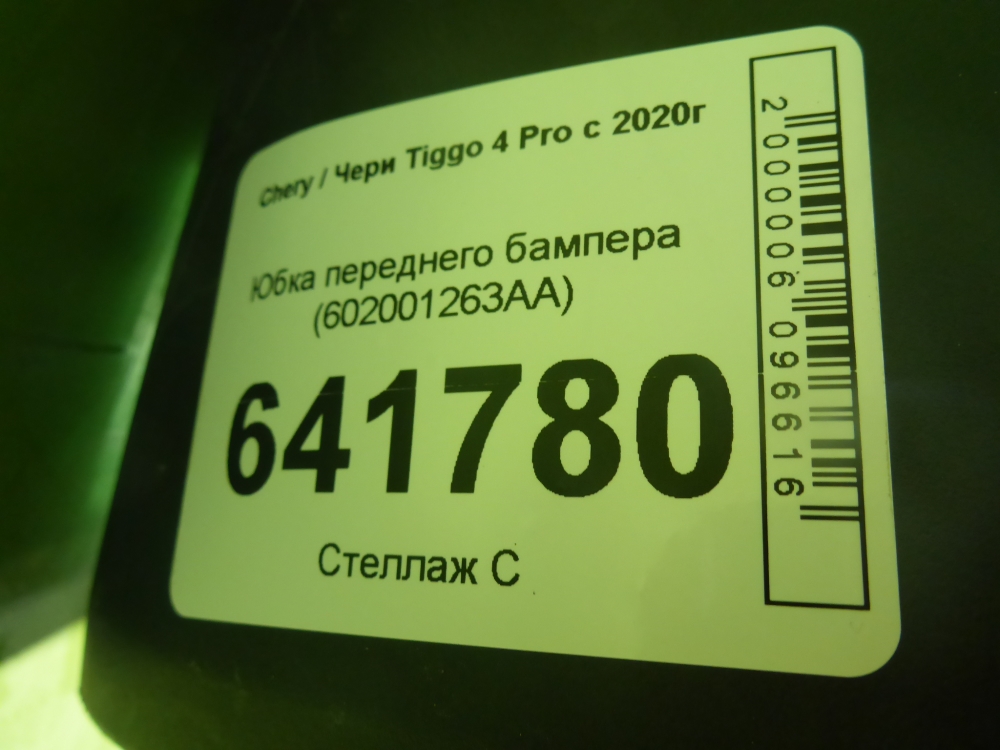 Chery / Чери Tiggo 4 Pro с 2020г
Юбка переднего бампера
(602001263AA)
641780
Стеллаж С
2000006096616